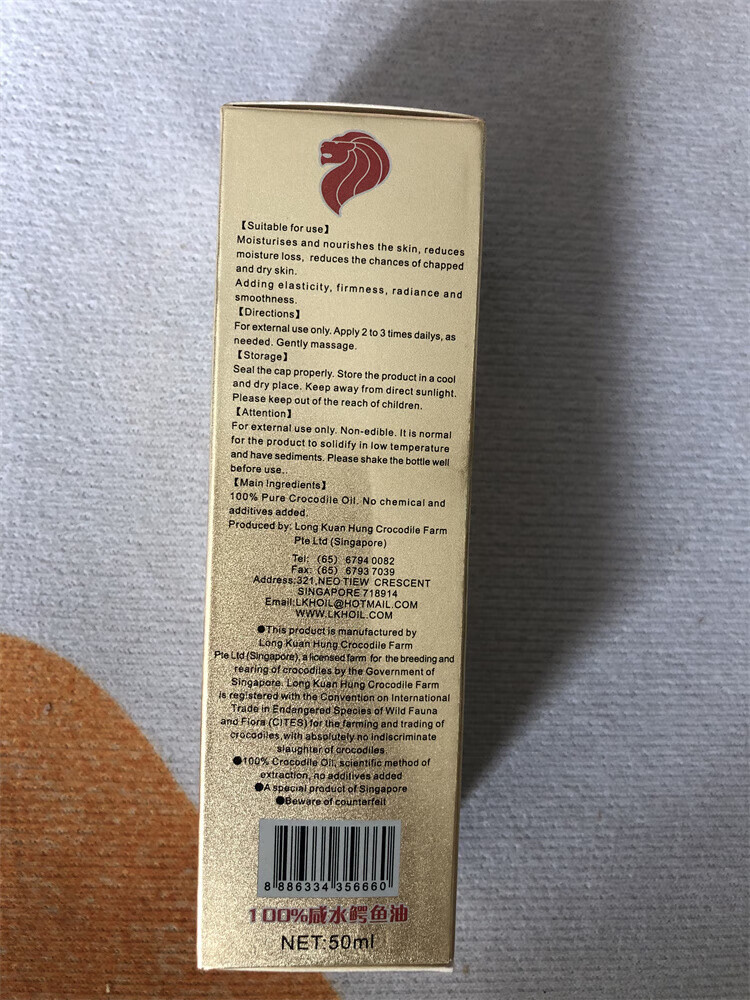 【Suitable for use】
Moisturises and nourishes the skin, reduces
moisture loss, reduces the chances of chapped
and dry skin.
Adding elasticity, firmness, radiance and
smoothness.
【Directions】
For external use only. Apply 2 to 3 times dailys, as
needed. Gently massage.
【Storage】
Seal the cap properly. Store the product in a cool
and dry place. Keep away from direct sunlight.
Please keep out of the reach of children.
【Attention】
For external use only. Non-edible. It is normal
for the product to solidify in low temperature
and have sediments. Please shake the bottle well
before use..
【Main Ingredients】
100% Pure Crocodile Oil. No chemical and
additives added.
Produced by: Long Kuan Hung Crocodile Farm
Pte Ltd (Singapore)
Tel: (65) 6794 0082
Fax: (65) 6793 7039
Address:321,NEO TIEW CRESCENT
SINGAPORE 718914
Email:LKHOIL@HOTMAIL.COM
WWW.LKHOIL.COM
●This product is manufactured by
Long Kuan Hung Crocodile Farm
Pte Ltd (Singapore), a licensed farm for the breeding and
rearing of crocodiles by the Government of
Singapore. Long Kuan Hung Crocodile Farm
is registered with the Convention on International
Trade in Endangered Species of Wild Fauna
and Flora (CITES) for the farming and trading of
crocodiles, with absolutely no indiscriminate
slaughter of crocodiles.
●100% Crocodile Oil, scientific method of
extraction, no additives added
●A special product of Singapore
●Beware of counterfeit
8 886334 356660
100%咸水鳄鱼油
NET:50ml